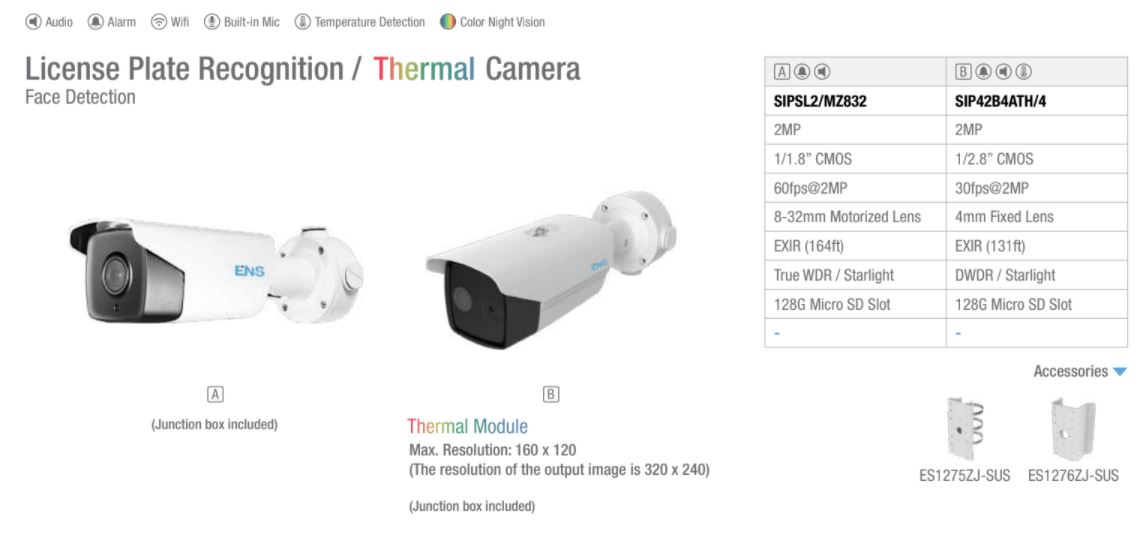 Audio Alarm Wifi Built-in Mic Temperature Detection Color Night Vision
License Plate Recognition / Thermal Camera
Face Detection
A B
SIPSL2/MZ832 SIP42B4ATH/4
2MP 2MP
1/1.8” CMOS 1/2.8” CMOS
60fps@2MP 30fps@2MP
8-32mm Motorized Lens 4mm Fixed Lens
EXIR (164ft) EXIR (131ft)
True WDR / Starlight DWDR / Starlight
128G Micro SD Slot 128G Micro SD Slot
- -
ENS
ENS
A
(Junction box included)
B
Thermal Module
Max. Resolution: 160 x 120
(The resolution of the output image is 320 x 240)
(Junction box included)
Accessories
ES1275ZJ-SUS ES1276ZJ-SUS